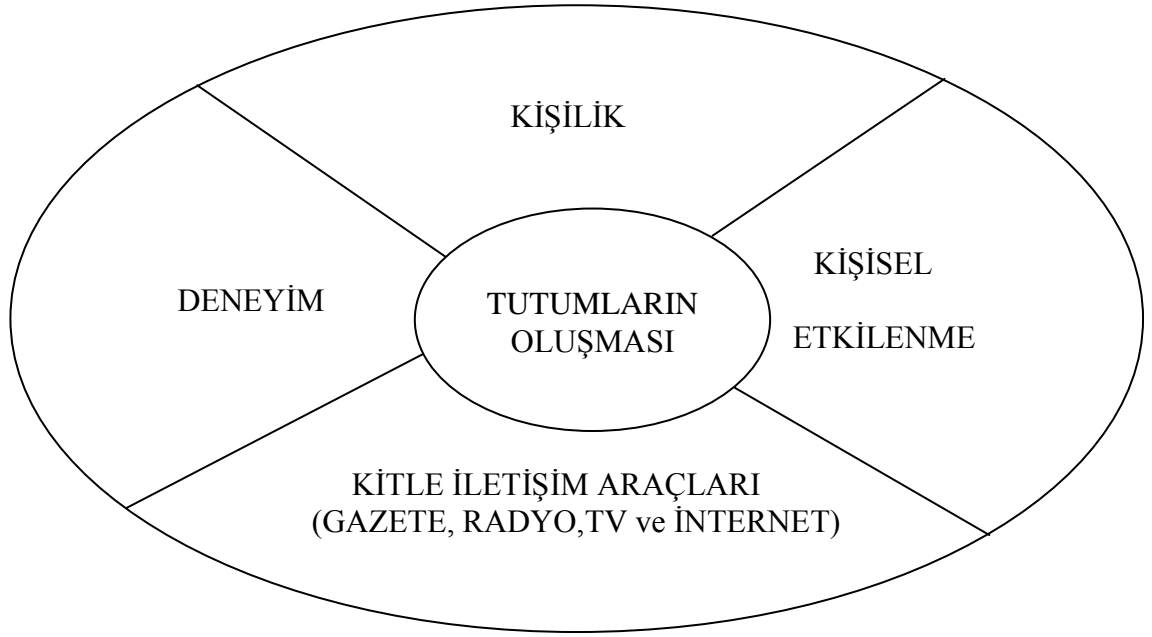 KİŞİLİK
DENEYİM
TUTUMLARIN
OLUŞMASI
KİŞİSEL
ETKİLENME
KİTLE İLETİŞİM ARAÇLARI
(GAZETE, RADYO,TV ve İNTERNET)